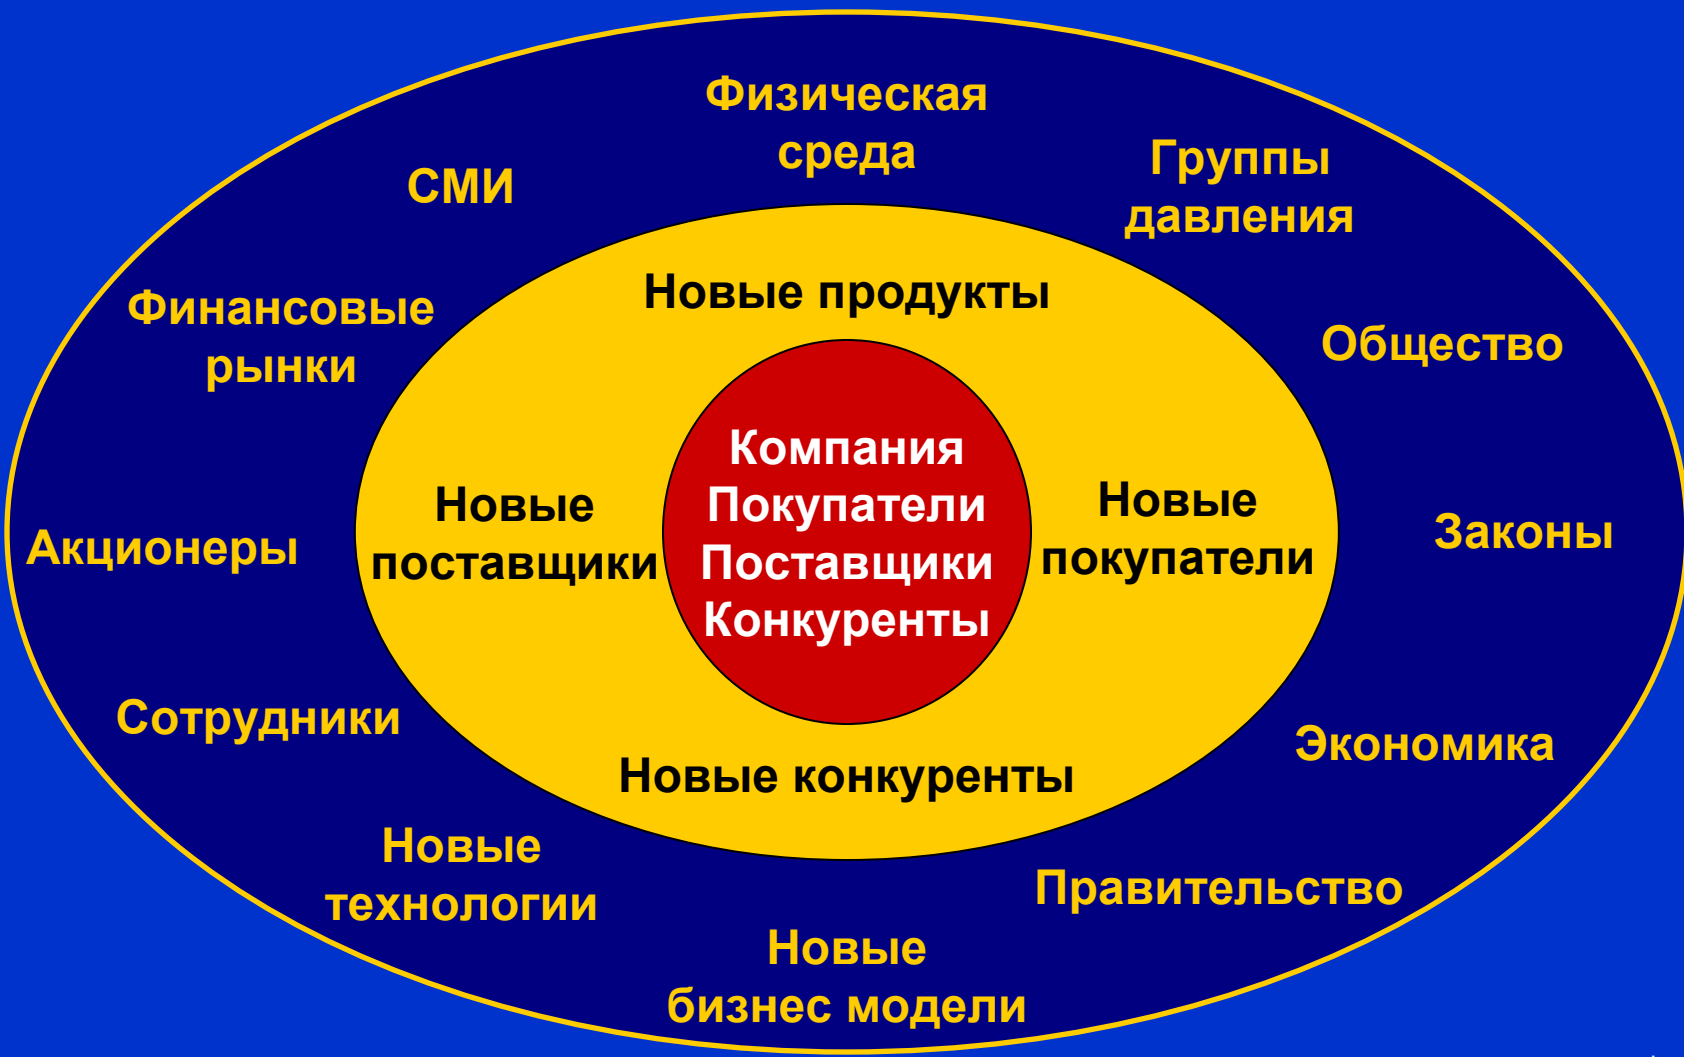 Физическая
среда
Группы
давления
СМИ
Новые продукты
Финансовые
рынки
Общество
Компания
Покупатели
Поставщики
Конкуренты
Новые
поставщики
Новые
покупатели
Акционеры
Законы
Сотрудники
Экономика
Новые конкуренты
Новые
технологии
Правительство
Новые
бизнес модели